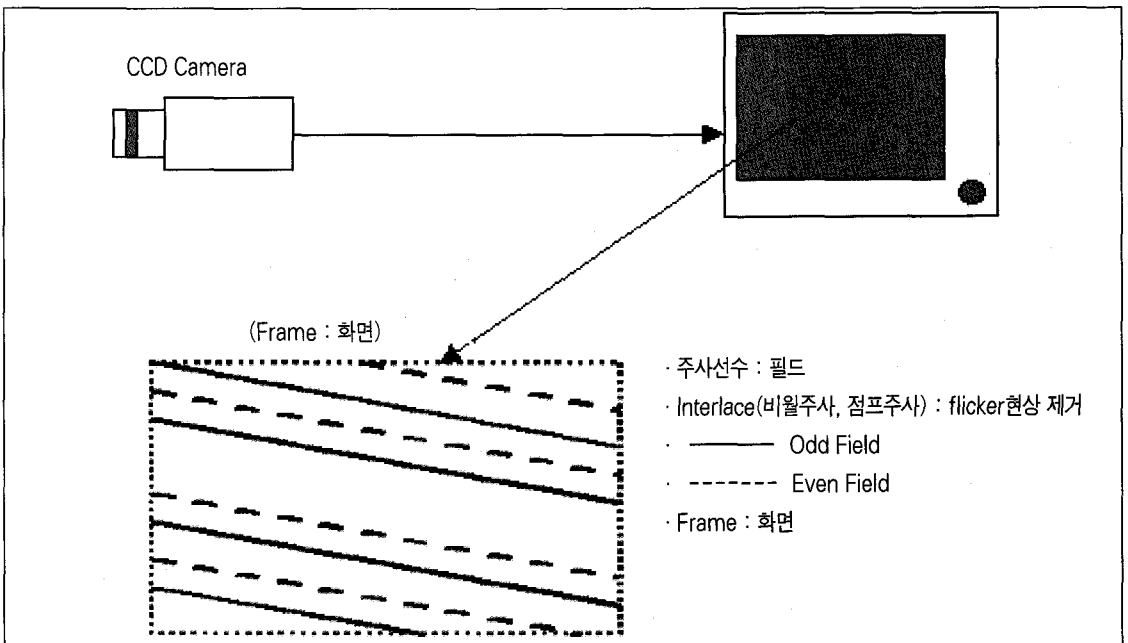 CCD Camera
(Frame : 화면)
· 주사선수 : 필드
· Interlace(비월주사, 점프주사) : flicker현상 제거
· Odd Field
· Even Field
· Frame : 화면